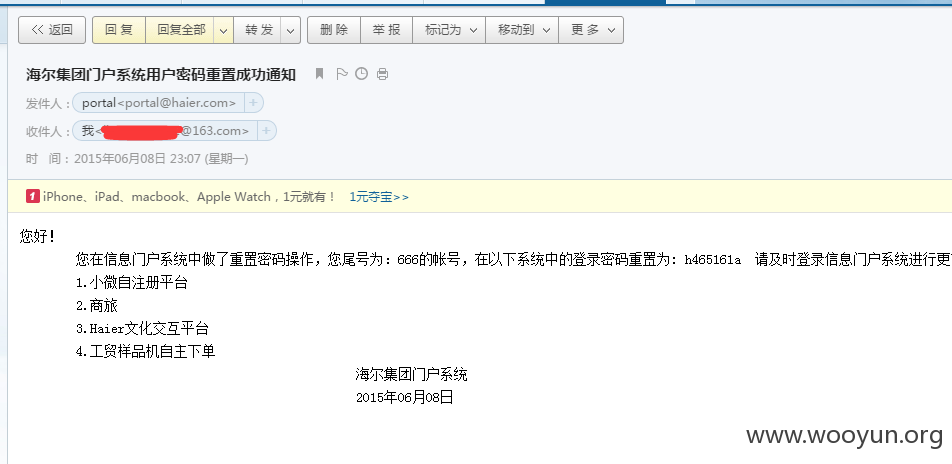 << 返回 回 复 回复全部 转 发 删 除 举 报 标记为 移动到 更 多
海尔集团门户系统用户密码重置成功通知
发件人：portal<portal@haier.com> +
收件人：我< @163.com> +
时 间：2015年06月08日 23:07 (星期一)
1 iPhone、iPad、macbook、Apple Watch，1元就有！ 1元夺宝>>
您好!
您在信息门户系统中做了重置密码操作，您尾号为：666的帐号，在以下系统中的登录密码重置为：h465161a 请及时登录信息门户系统进行更
1.小微自注册平台
2.商旅
3.Haier文化交互平台
4.工贸样品机自主下单
海尔集团门户系统
2015年06月08日
www.wooyun.org